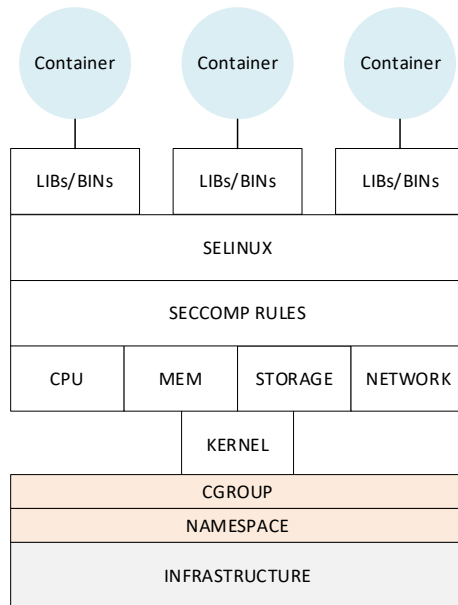 Container Container Container
LIBs/BINs LIBs/BINs LIBs/BINs
SELINUX
SECCOMP RULES
CPU MEM STORAGE NETWORK
KERNEL
CGROUP
NAMESPACE
INFRASTRUCTURE